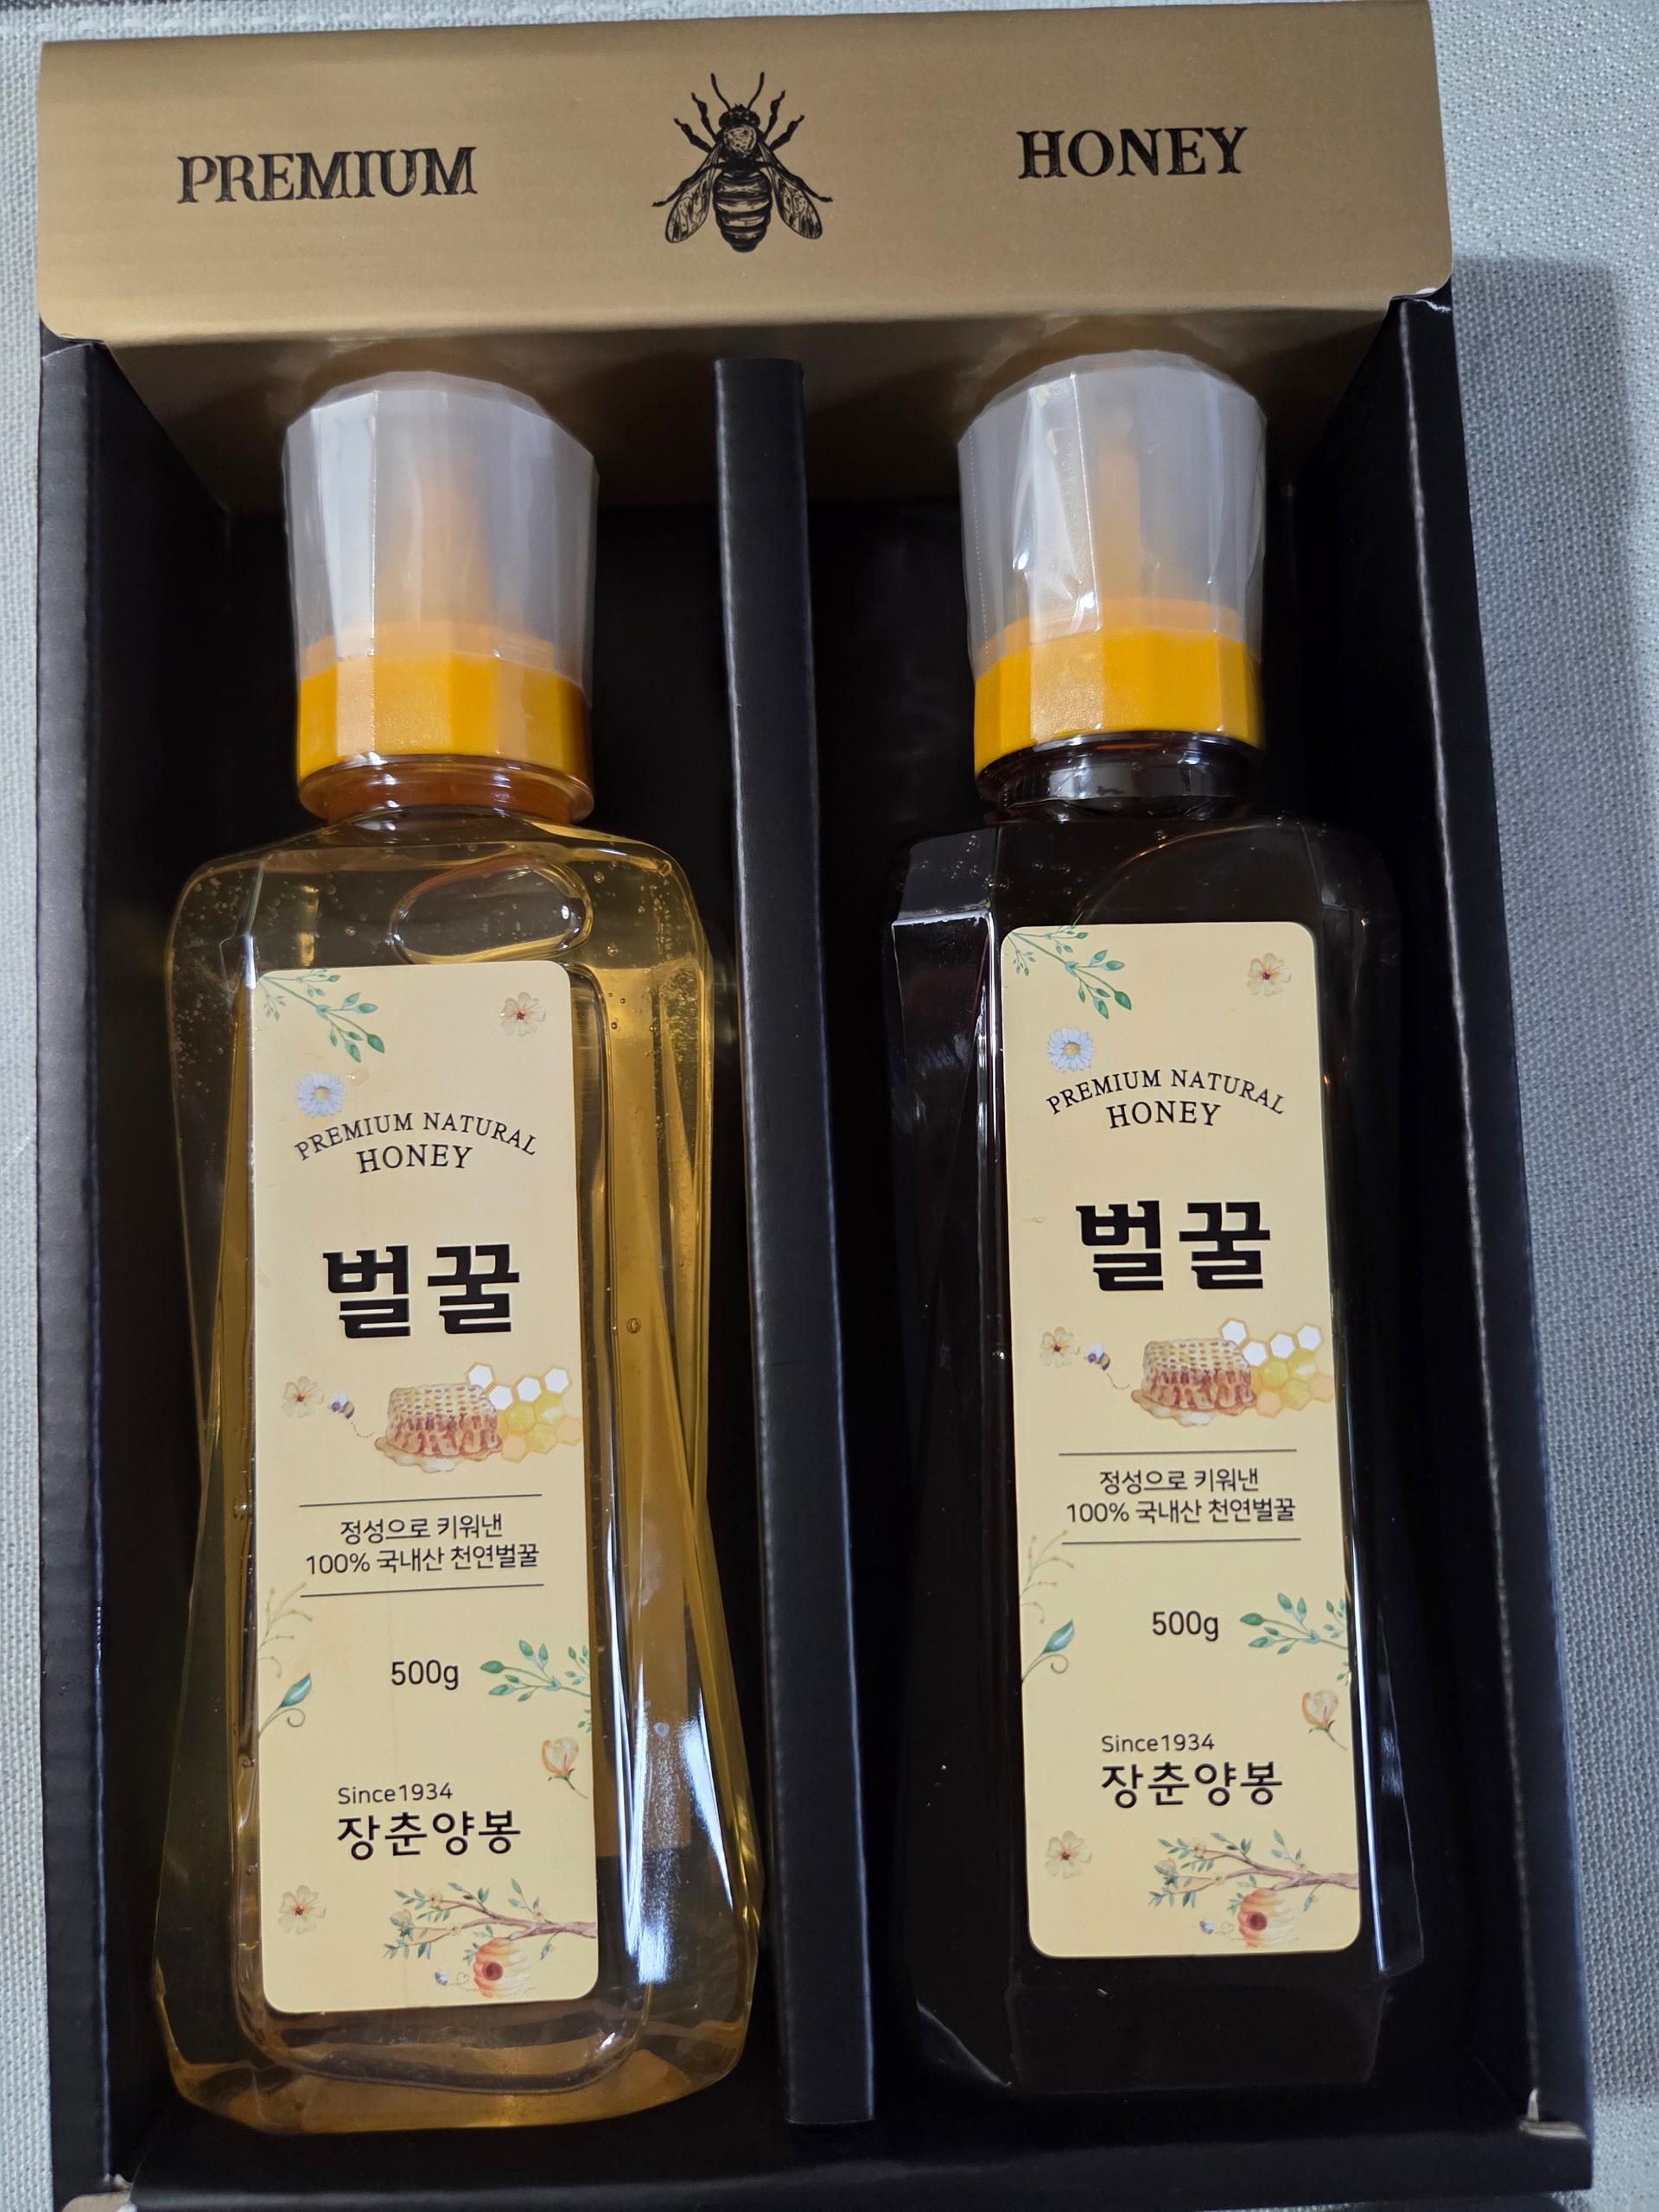 PREMIUM HONEY
PREMIUM NATURAL
HONEY
벌꿀
정성으로 키워낸
100% 국내산 천연벌꿀
500g
Since1934
장춘양봉
PREMIUM NATURAL
HONEY
벌꿀
정성으로 키워낸
100% 국내산 천연벌꿀
500g
Since1934
장춘양봉